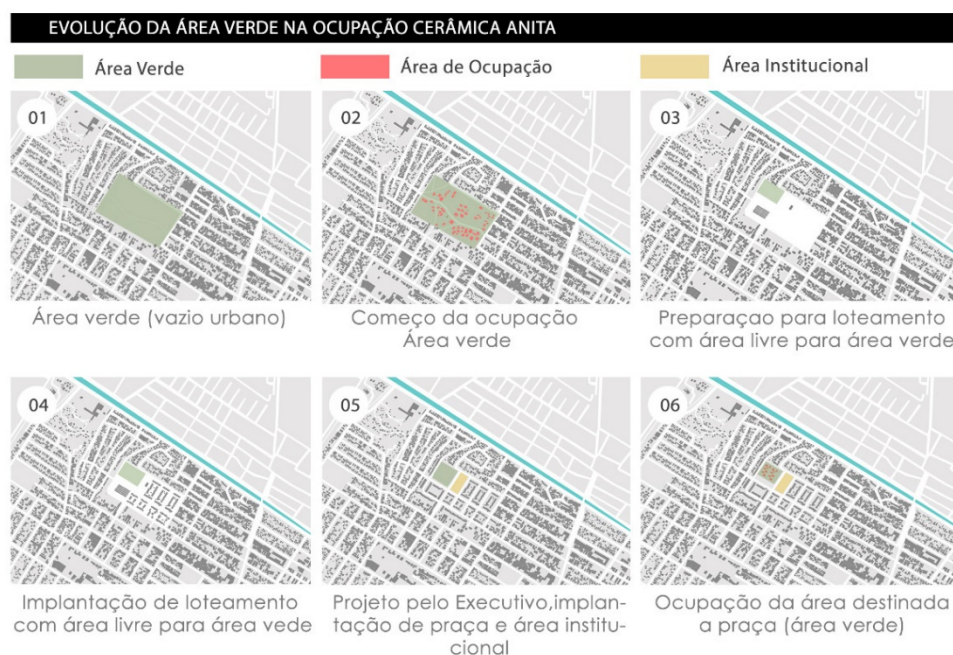 EVOLUÇÃO DA ÁREA VERDE NA OCUPAÇÃO CERÂMICA ANITA
Área Verde
Área de Ocupação
Área Institucional
01
02
03
Área verde (vazio urbano)
Começo da ocupação
Área verde
Preparaçao para loteamento
com área livre para área verde
04
05
06
Implantação de loteamento
com área livre para área vede
Projeto pelo Executivo,implan-
tação de praça e área institu-
cional
Ocupação da área destinada
a praça (área verde)